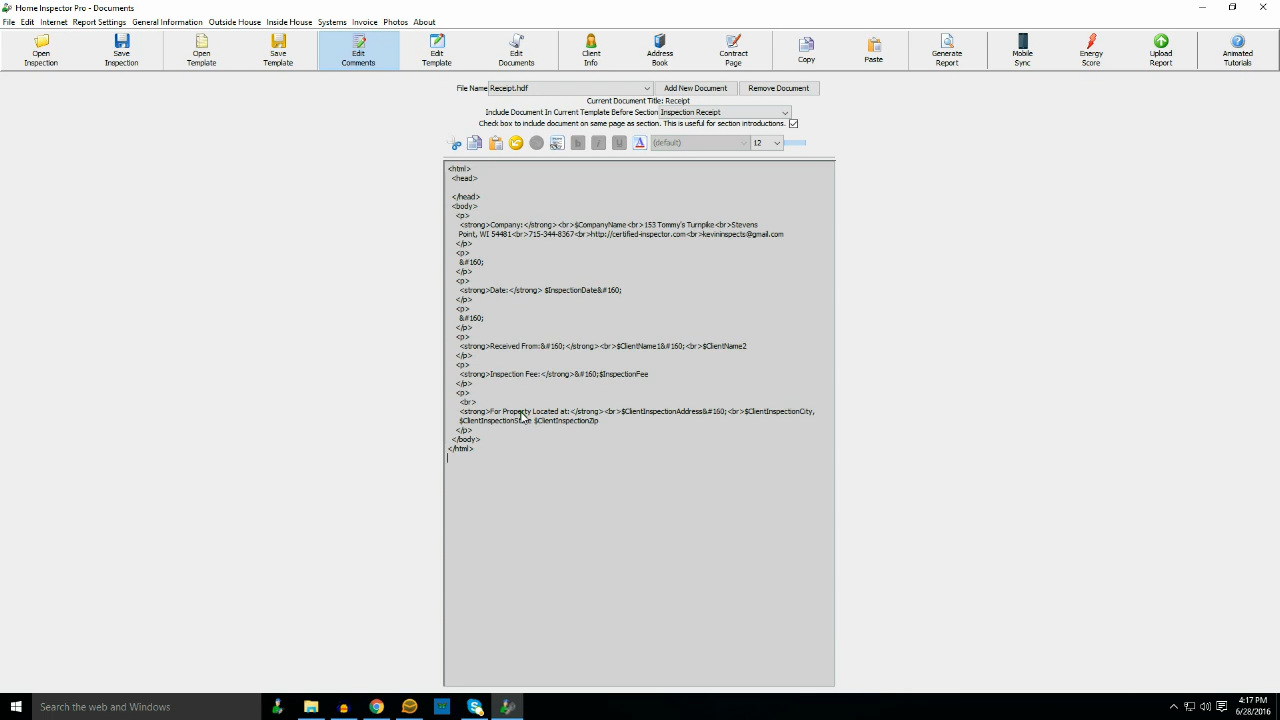 Home Inspector Pro - Documents
File Edit Internet Report Settings General Information Outside House Inside House Systems Invoice Photos About
Open Inspection
Save Inspection
Open Template
Save Template
Edit Comments
Edit Template
Edit Documents
Client Info
Address Book
Contract Page
Copy
Paste
Generate Report
Mobile Sync
Energy Score
Upload Report
Animated Tutorials
File Name Receipt.hdf Add New Document Remove Document
Current Document Title: Receipt
Include Document In Current Template Before Section Inspection Receipt
Check box to include document on same page as section. This is useful for section introductions.
b i u A (default) 12
<html>
<head>
</head>
<body>
<p>
<strong>Company:</strong><br>$CompanyName<br>153 Tommy's Turnpike<br>Stevens
Point, WI 54481<br>715-344-8367<br>http://certified-inspector.com<br>kevininspects@gmail.com
</p>
<p>
&#160;
</p>
<p>
<strong>Date:</strong> $InspectionDate&#160;
</p>
<p>
&#160;
</p>
<p>
<strong>Received From:&#160;</strong><br>$ClientName1&#160;<br>$ClientName2
</p>
<p>
<strong>Inspection Fee:</strong>&#160;$InspectionFee
</p>
<p>
<br>
<strong>For Property Located at:</strong><br>$ClientInspectionAddress&#160;<br>$ClientInspectionCity,
$ClientInspectionState $ClientInspectionZip
</p>
</body>
</html>
Search the web and Windows
4:17 PM
6/28/2016